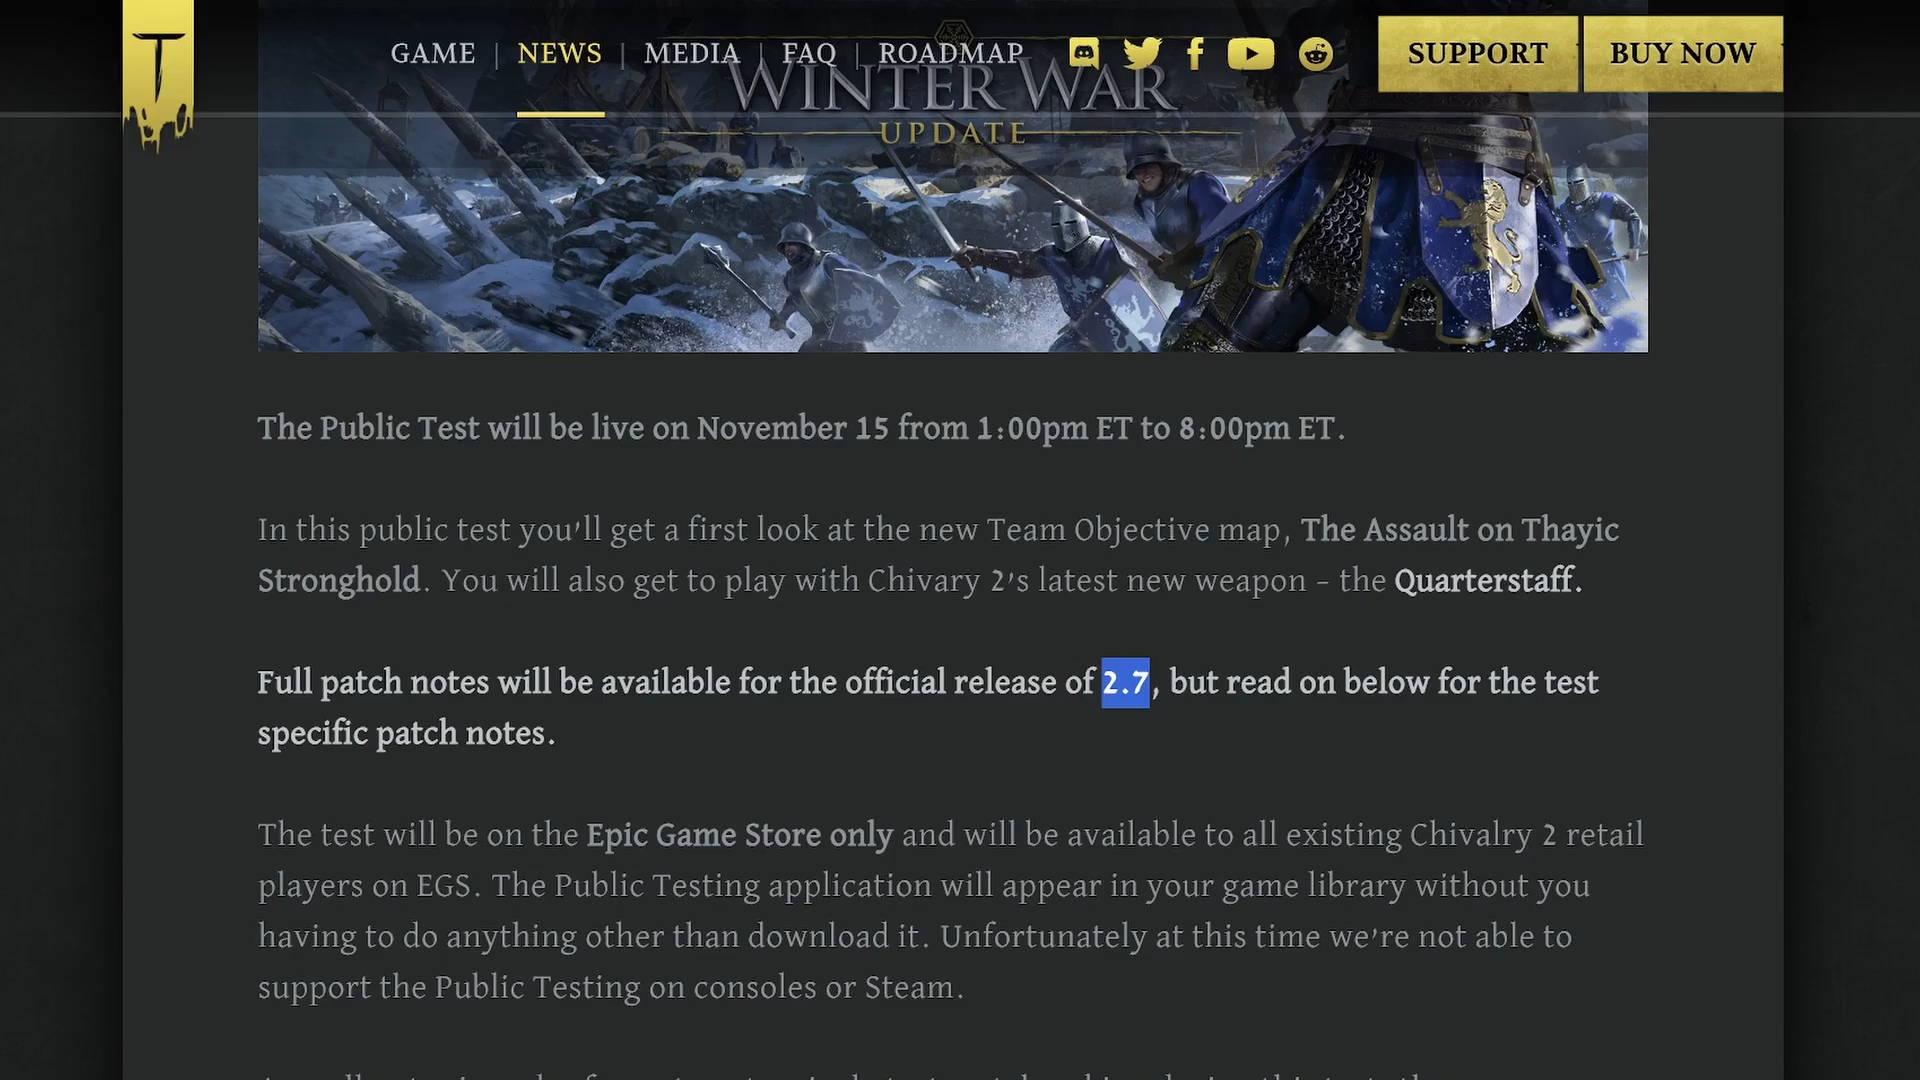 GAME | NEWS | MEDIA | FAQ | ROADMAP
SUPPORT
BUY NOW
WINTER WAR
UPDATE
The Public Test will be live on November 15 from 1:00pm ET to 8:00pm ET.
In this public test you'll get a first look at the new Team Objective map, The Assault on Thayic
Stronghold. You will also get to play with Chivary 2's latest new weapon – the Quarterstaff.
Full patch notes will be available for the official release of 2.7, but read on below for the test
specific patch notes.
The test will be on the Epic Game Store only and will be available to all existing Chivalry 2 retail
players on EGS. The Public Testing application will appear in your game library without you
having to do anything other than download it. Unfortunately at this time we're not able to
support the Public Testing on consoles or Steam.